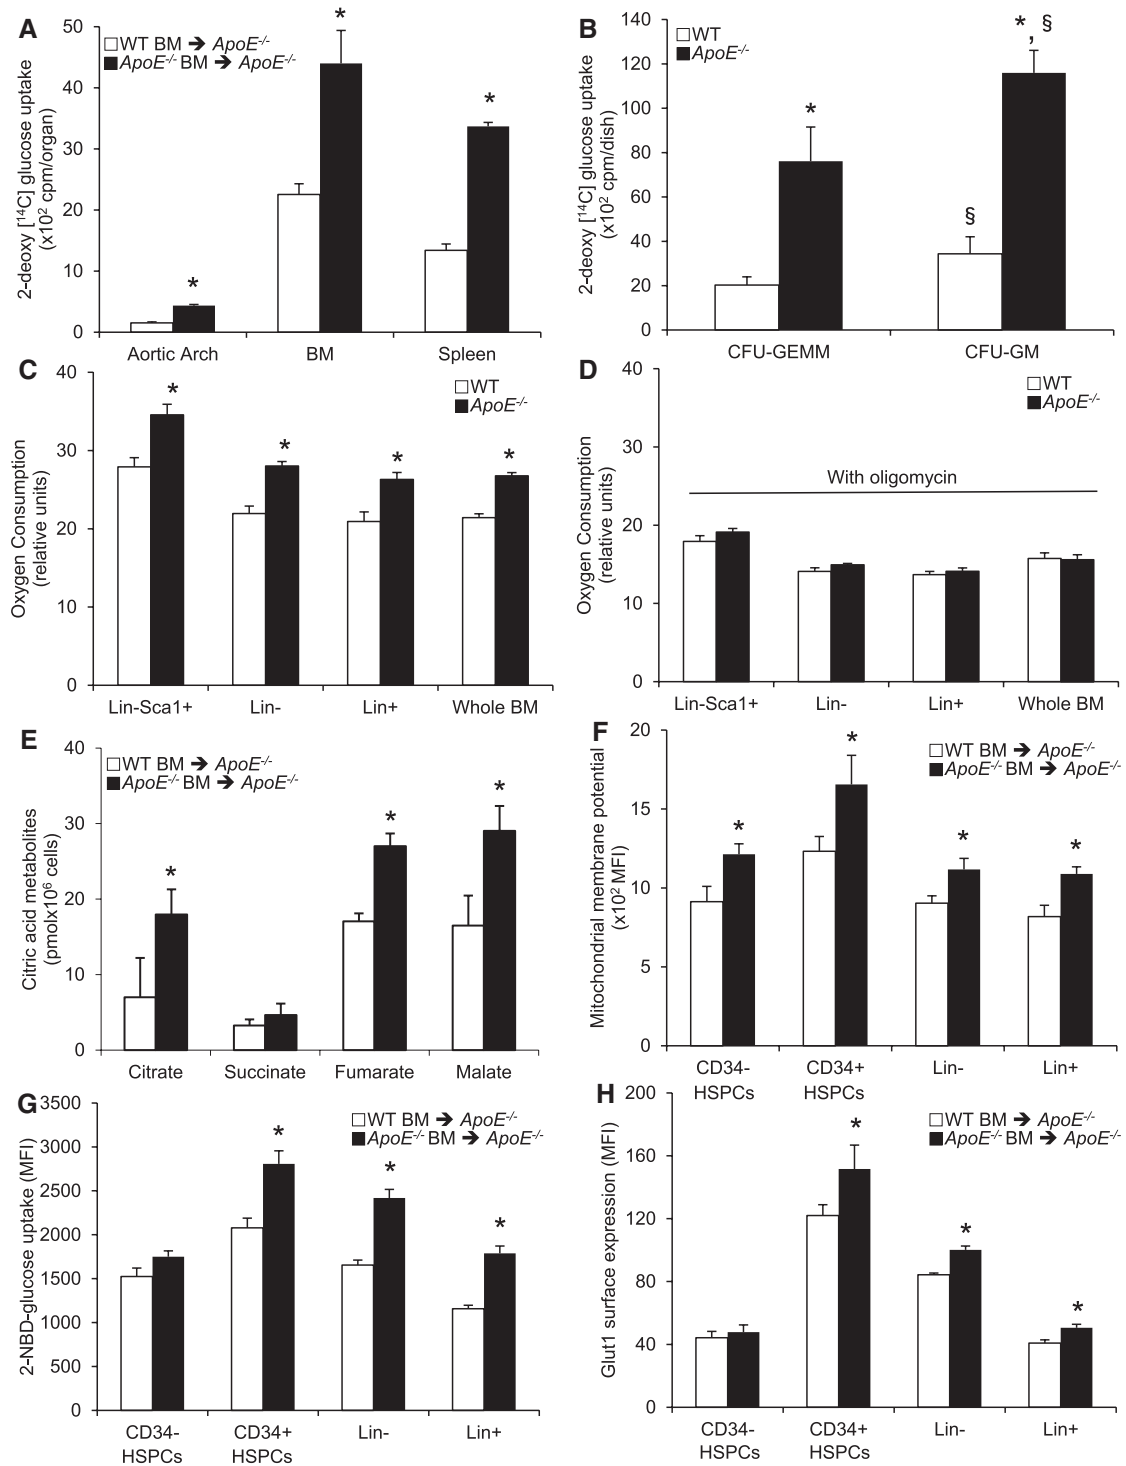 A
2-deoxy [¹⁴C] glucose uptake
(x10² cpm/organ)
50
40
30
20
10
0
WT BM ➔ ApoE-/-
ApoE-/- BM ➔ ApoE-/-
*
*
*
Aortic Arch BM Spleen
B
2-deoxy [¹⁴C] glucose uptake
(x10² cpm/dish)
140
120
100
80
60
40
20
0
WT
ApoE-/-
*
§
*, §
CFU-GEMM CFU-GM
C
Oxygen Consumption
(relative units)
40
30
20
10
0
WT
ApoE-/-
*
*
*
*
Lin-Sca1+ Lin- Lin+ Whole BM
D
Oxygen Consumption
(relative units)
40
30
20
10
0
WT
ApoE-/-
With oligomycin
Lin-Sca1+ Lin- Lin+ Whole BM
E
Citric acid metabolites
(pmolx10⁶ cells)
40
30
20
10
0
WT BM ➔ ApoE-/-
ApoE-/- BM ➔ ApoE-/-
*
*
*
Citrate Succinate Fumarate Malate
F
Mitochondrial membrane potential
(x10² MFI)
20
15
10
5
0
WT BM ➔ ApoE-/-
ApoE-/- BM ➔ ApoE-/-
*
*
*
*
CD34- CD34+ Lin- Lin+
HSPCs HSPCs
G
2-NBD-glucose uptake (MFI)
3500
3000
2500
2000
1500
1000
500
0
WT BM ➔ ApoE-/-
ApoE-/- BM ➔ ApoE-/-
*
*
*
CD34- CD34+ Lin- Lin+
HSPCs HSPCs
H
Glut1 surface expression (MFI)
200
160
120
80
40
0
WT BM ➔ ApoE-/-
ApoE-/- BM ➔ ApoE-/-
*
*
*
CD34- CD34+ Lin- Lin+
HSPCs HSPCs